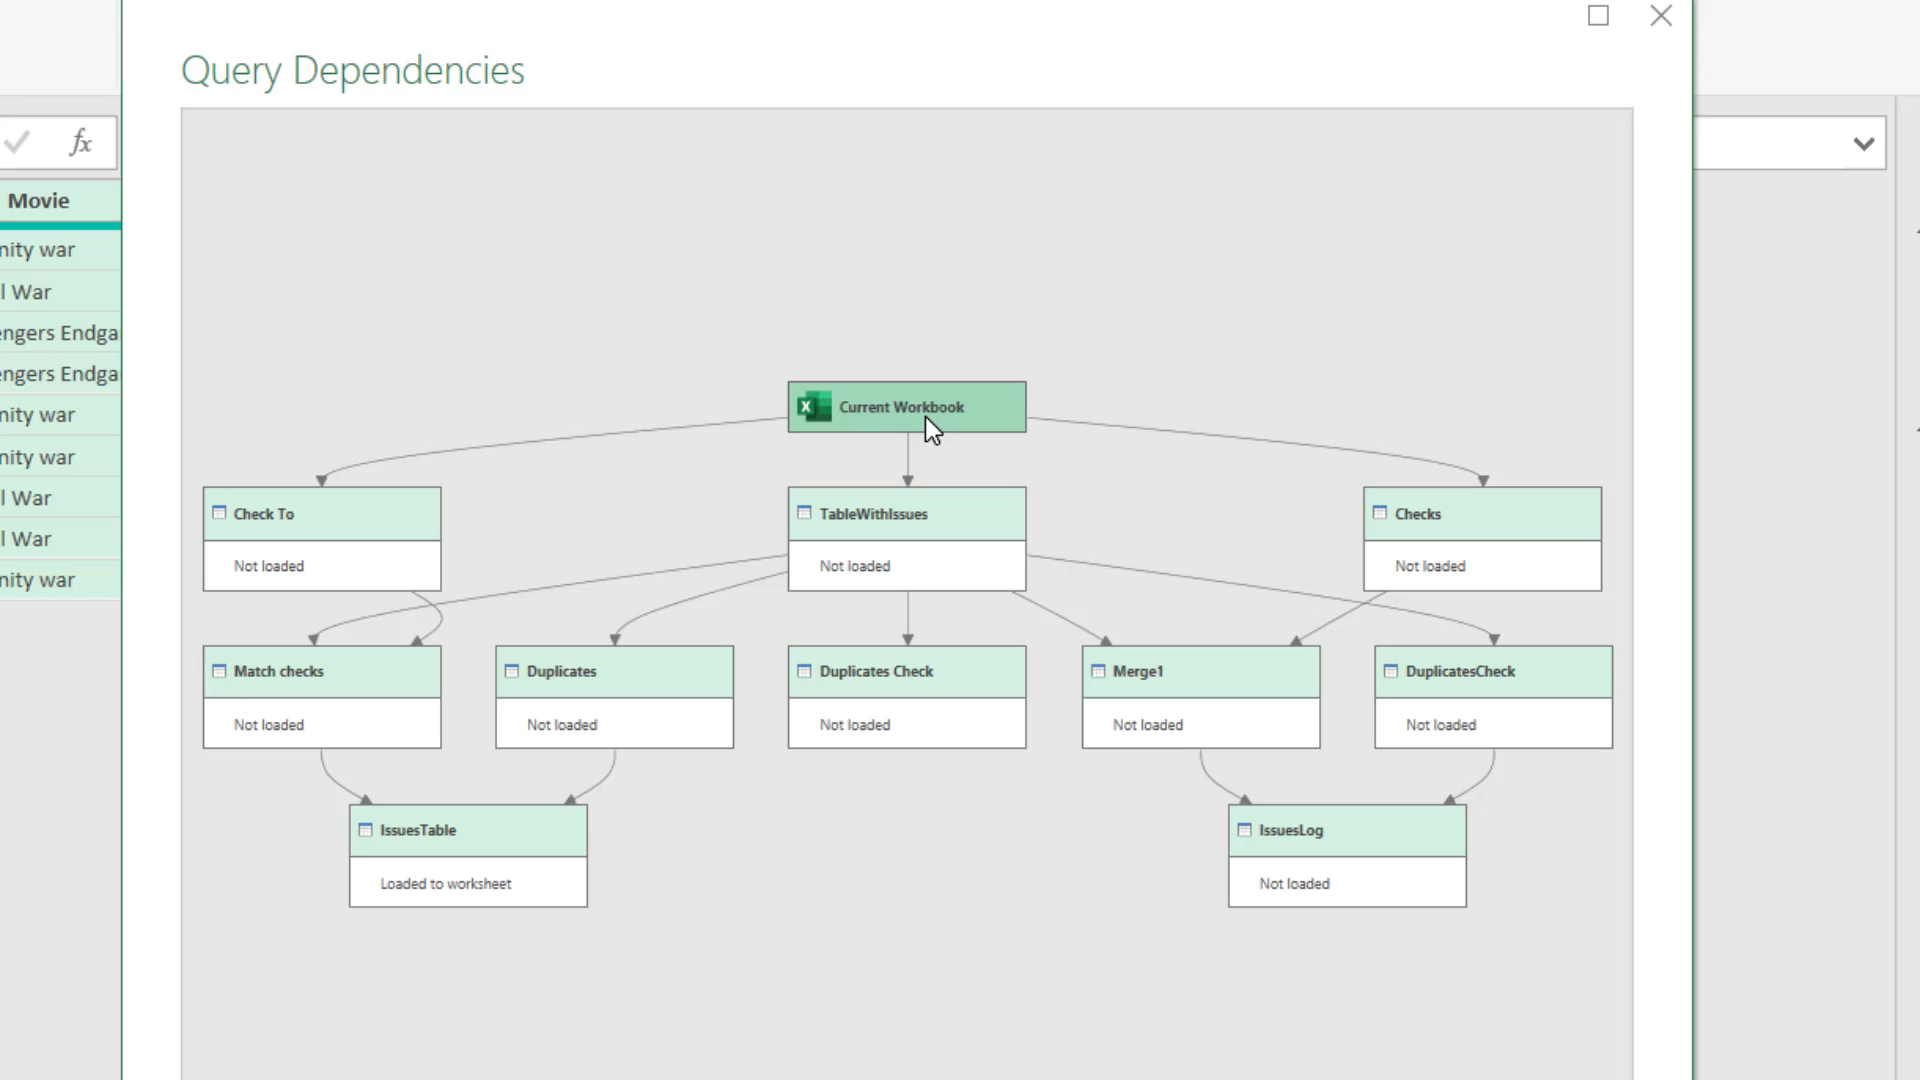 Query Dependencies
fx
Movie
nity war
l War
engers Endga
engers Endga
nity war
nity war
l War
l War
nity war
Current Workbook
Check To
Not loaded
TableWithIssues
Not loaded
Checks
Not loaded
Match checks
Not loaded
Duplicates
Not loaded
Duplicates Check
Not loaded
Merge1
Not loaded
DuplicatesCheck
Not loaded
IssuesTable
Loaded to worksheet
IssuesLog
Not loaded